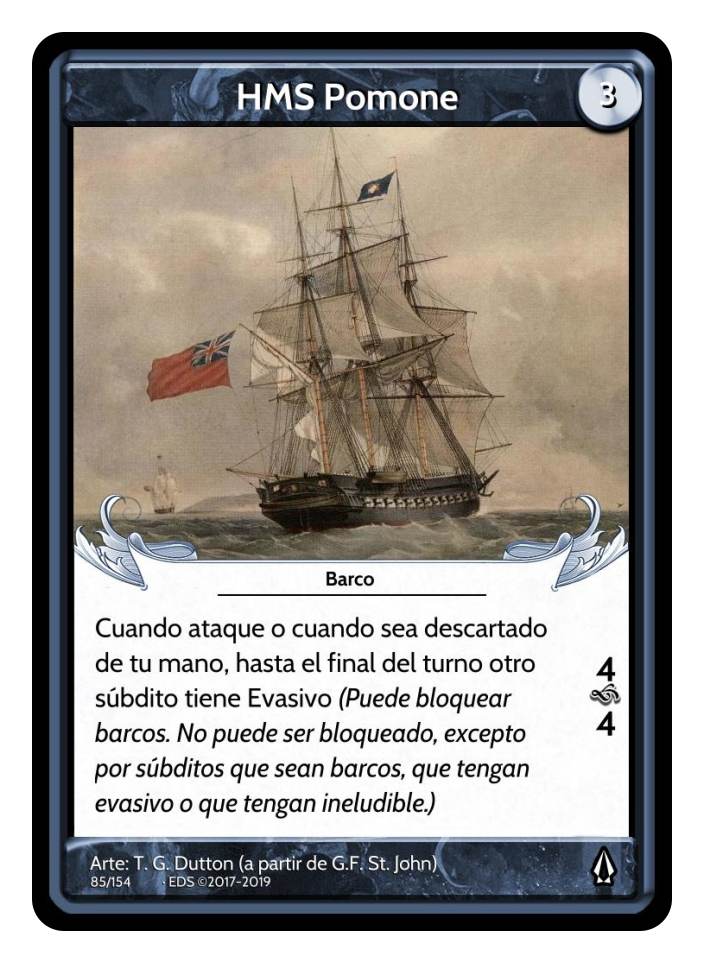 HMS Pomone
3
Barco
Cuando ataque o cuando sea descartado
de tu mano, hasta el final del turno otro
súbdito tiene Evasivo (Puede bloquear
barcos. No puede ser bloqueado, excepto
por súbditos que sean barcos, que tengan
evasivo o que tengan ineludible.)
4
4
Arte: T. G. Dutton (a partir de G.F. St. John)
85/154 · EDS ©2017-2019